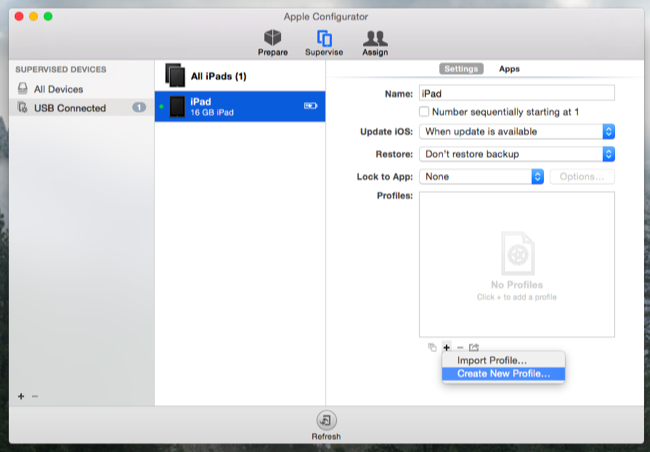 Apple Configurator
Prepare Supervise Assign
SUPERVISED DEVICES
All Devices
USB Connected 1
All iPads (1)
iPad
16 GB iPad
Settings Apps
Name: iPad
Number sequentially starting at 1
Update iOS: When update is available
Restore: Don't restore backup
Lock to App: None Options...
Profiles:
No Profiles
Click + to add a profile
Import Profile...
Create New Profile...
Refresh